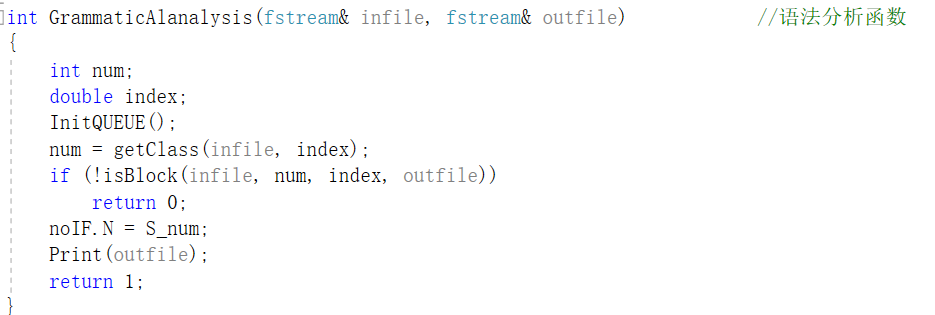 int GrammaticAlanalysis(fstream& infile, fstream& outfile)                //语法分析函数
{
    int num;
    double index;
    InitQUEUE();
    num = getClass(infile, index);
    if (!isBlock(infile, num, index, outfile))
        return 0;
    noIF.N = S_num;
    Print(outfile);
    return 1;
}